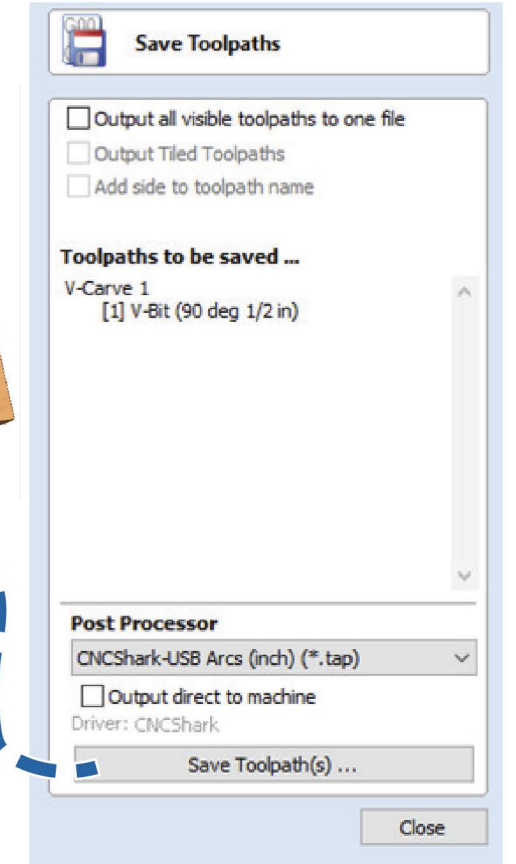 G00
Save Toolpaths
Output all visible toolpaths to one file
Output Tiled Toolpaths
Add side to toolpath name
Toolpaths to be saved ...
V-Carve 1
[1] V-Bit (90 deg 1/2 in)
Post Processor
CNCShark-USB Arcs (inch) (*.tap)
Output direct to machine
Driver: CNCShark
Save Toolpath(s) ...
Close